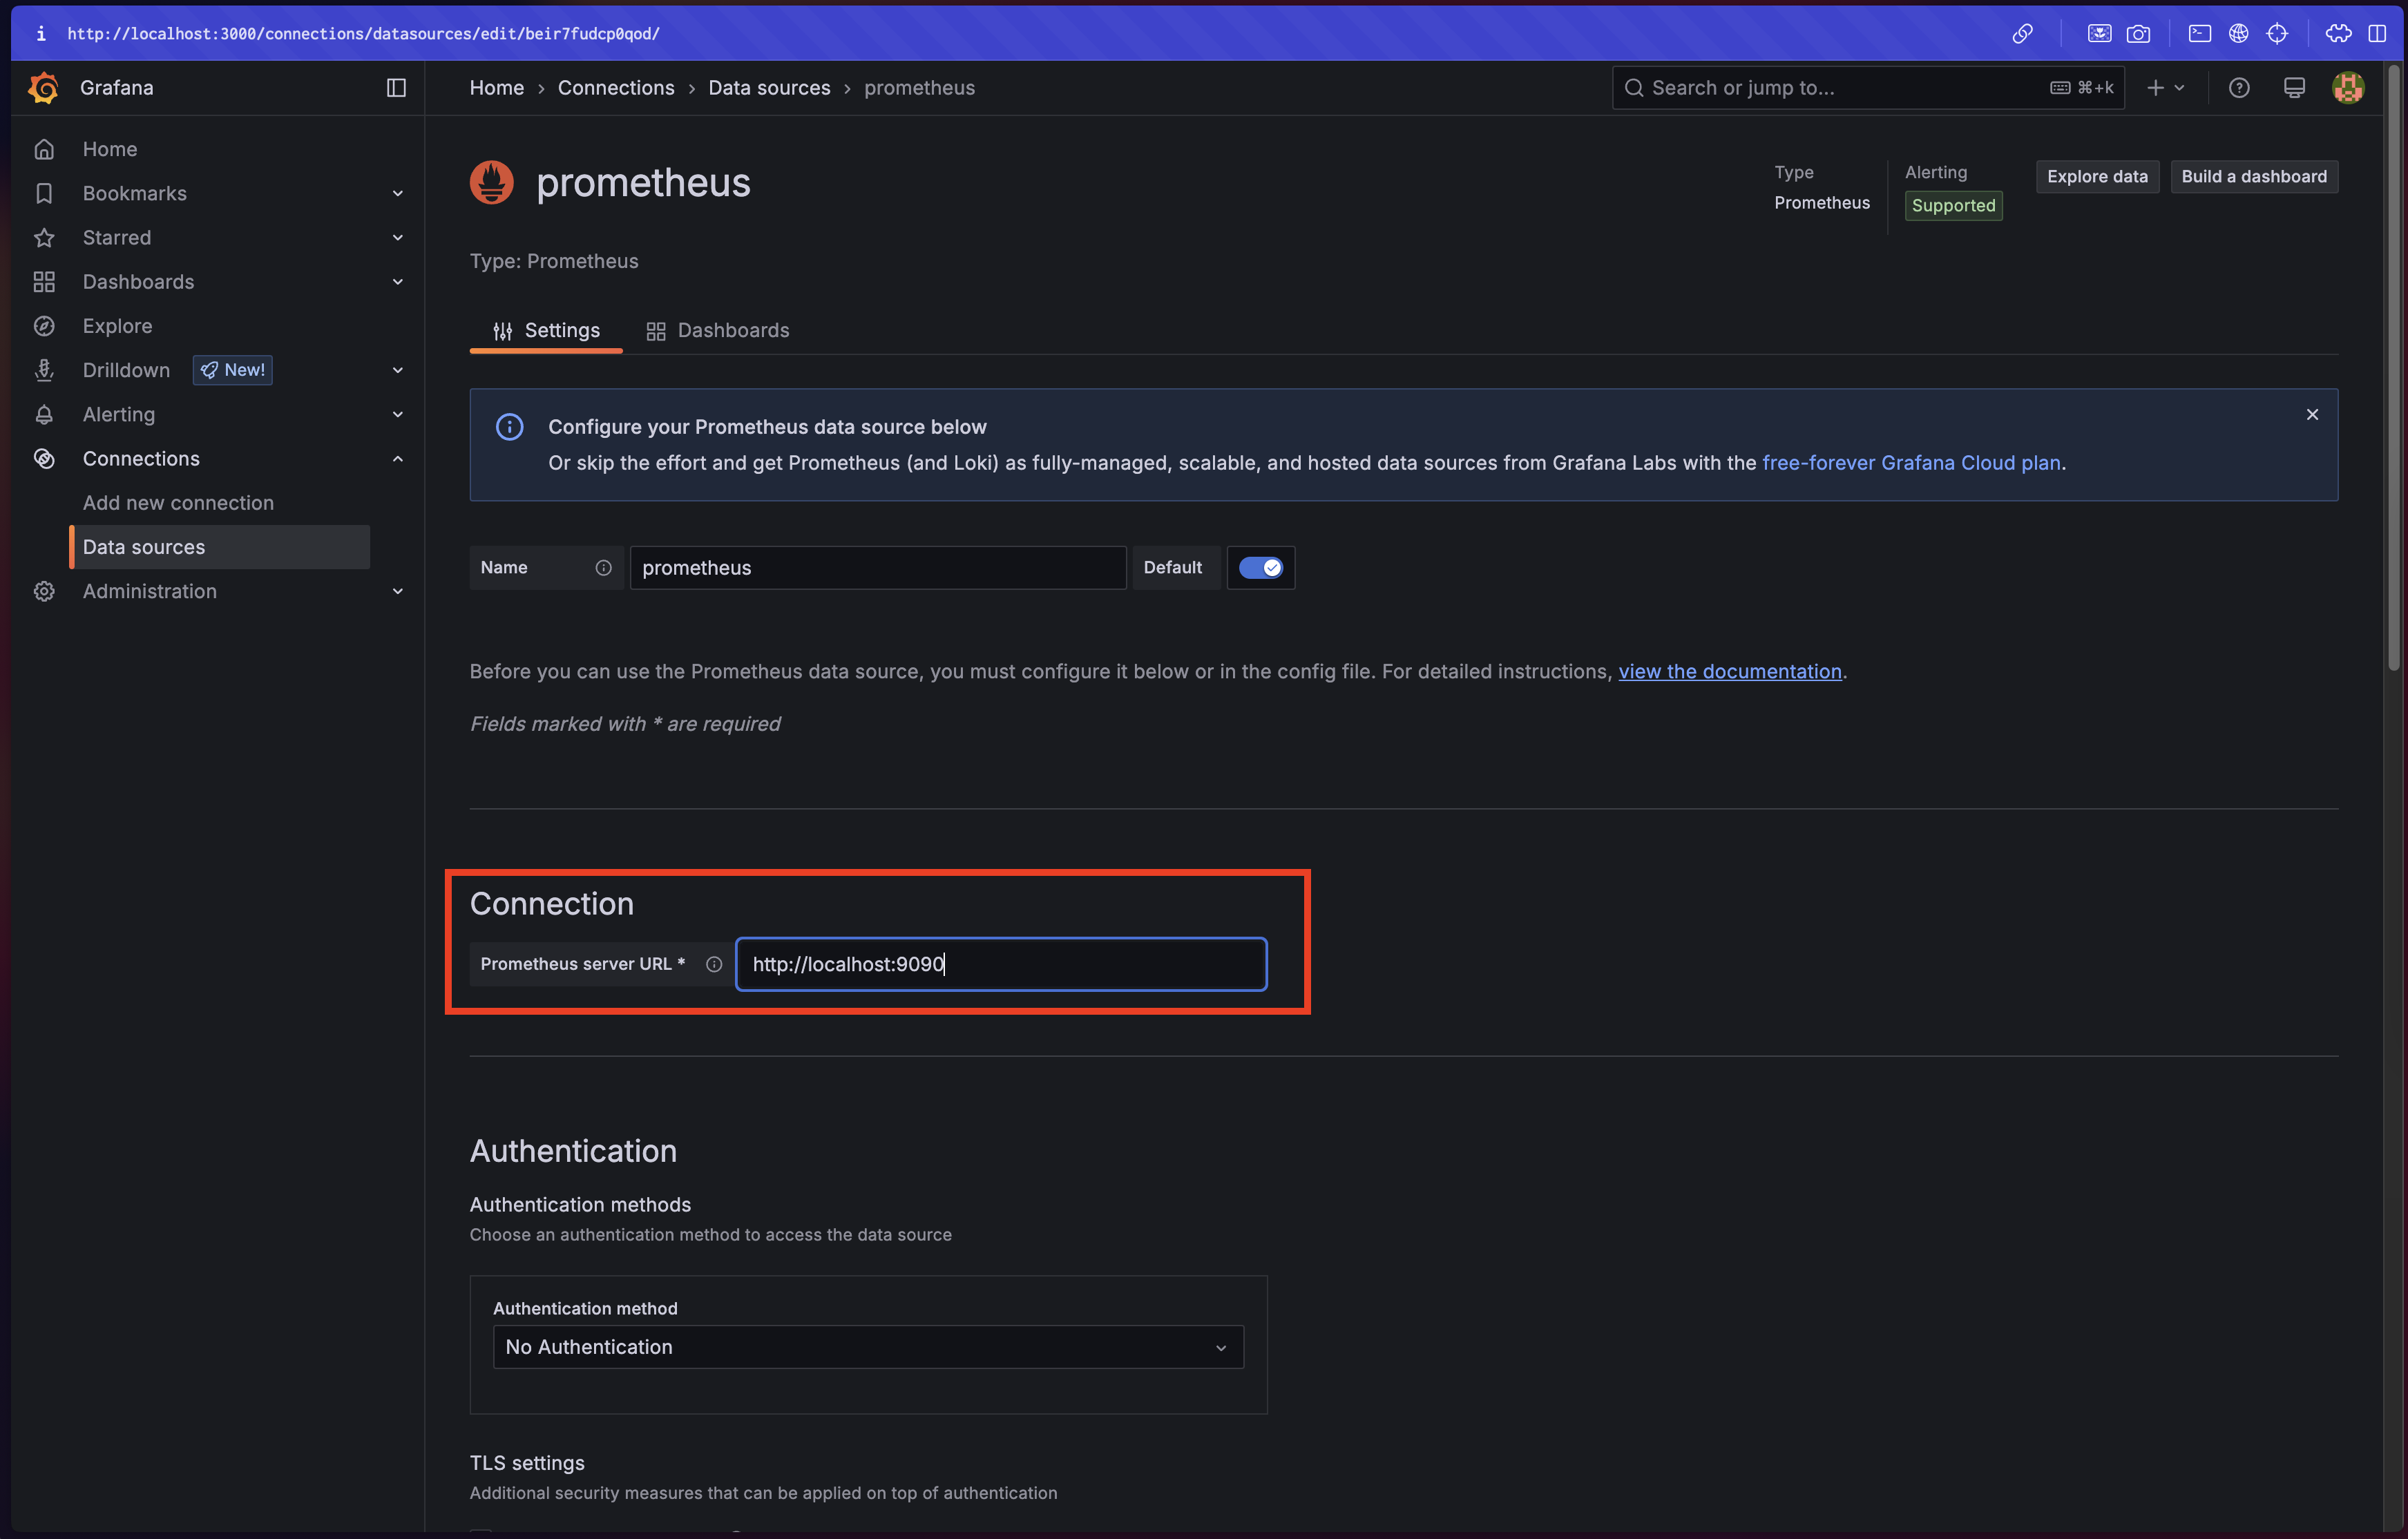 http://localhost:3000/connections/datasources/edit/beir7fudcp0qod/
Grafana
Home › Connections › Data sources › prometheus
Search or jump to...
⌘+k
Home
Bookmarks
Starred
Dashboards
Explore
Drilldown
New!
Alerting
Connections
Add new connection
Data sources
Administration
prometheus
Type
Prometheus
Alerting
Supported
Explore data
Build a dashboard
Type: Prometheus
Settings
Dashboards
Configure your Prometheus data source below
Or skip the effort and get Prometheus (and Loki) as fully-managed, scalable, and hosted data sources from Grafana Labs with the free-forever Grafana Cloud plan.
Name
prometheus
Default
Before you can use the Prometheus data source, you must configure it below or in the config file. For detailed instructions, view the documentation.
Fields marked with * are required
Connection
Prometheus server URL *
http://localhost:9090
Authentication
Authentication methods
Choose an authentication method to access the data source
Authentication method
No Authentication
TLS settings
Additional security measures that can be applied on top of authentication